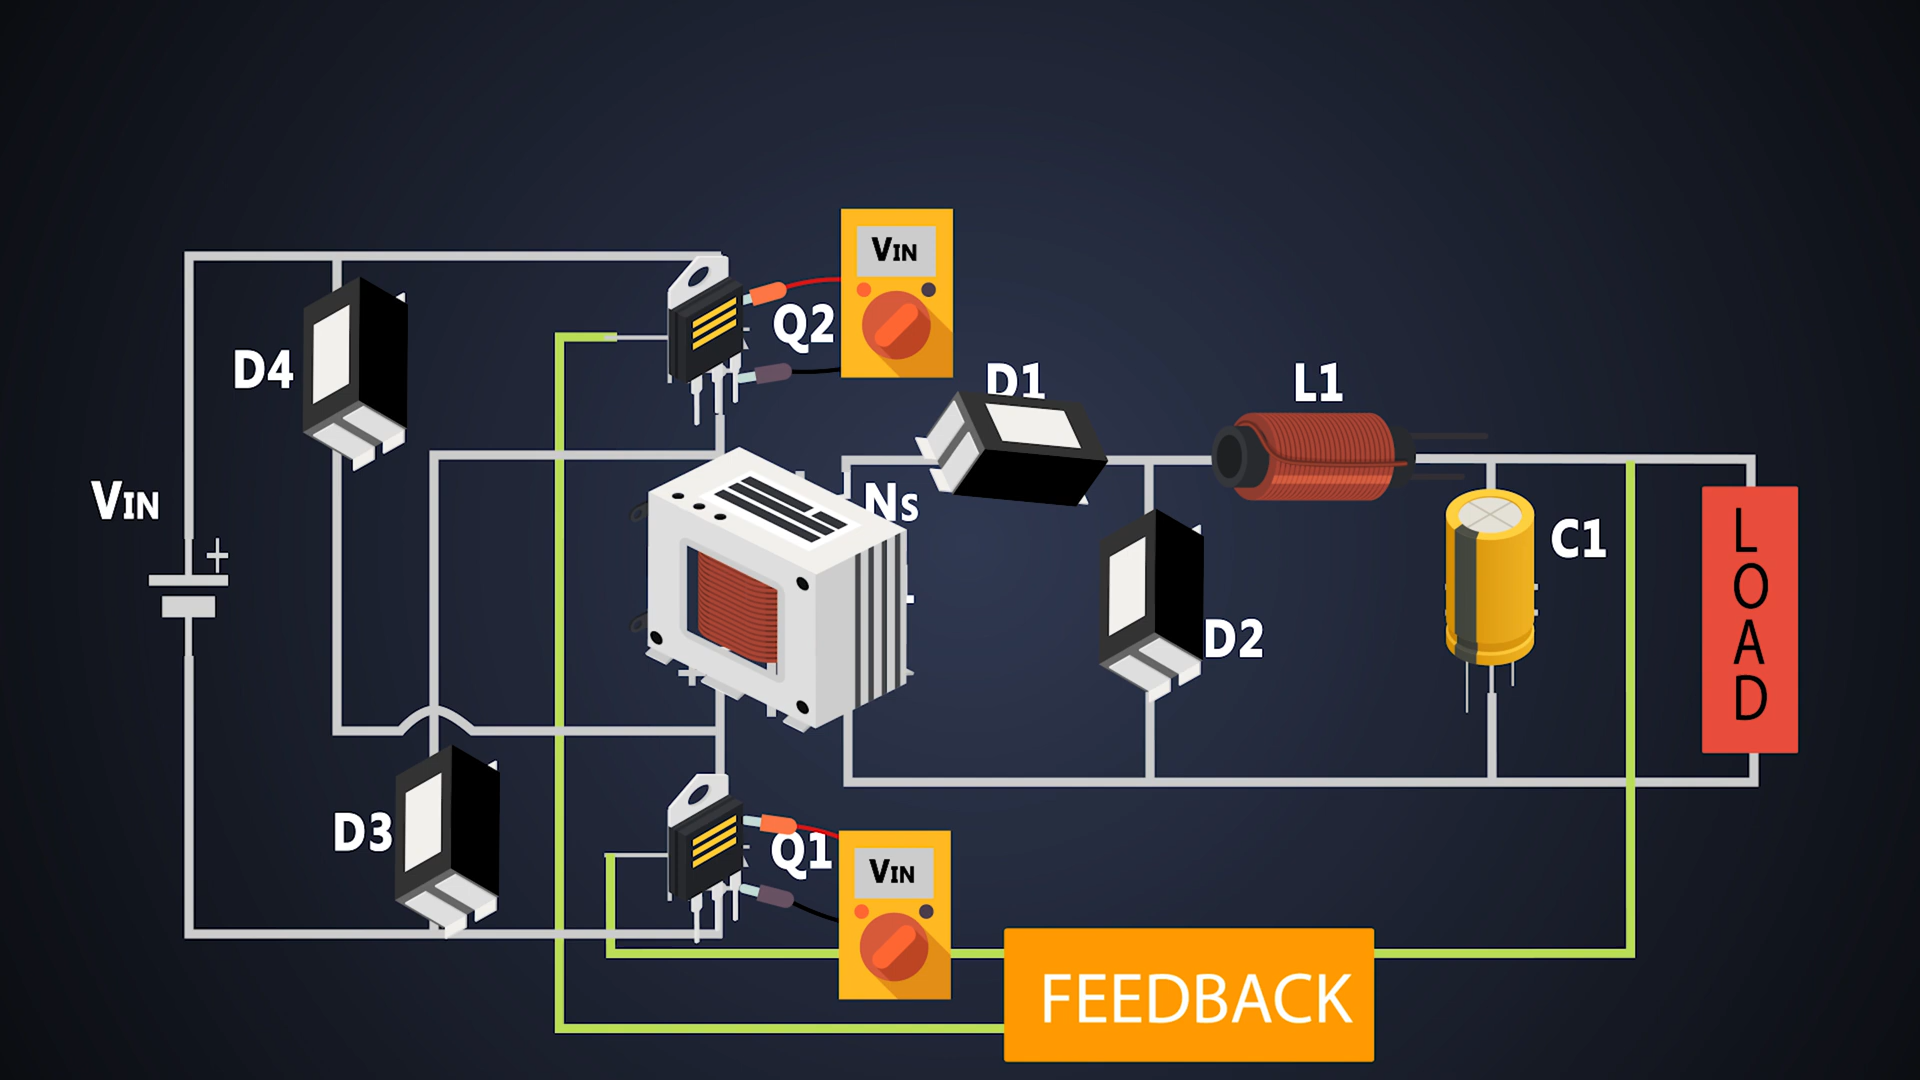 VIN
Q2
D4
D1
L1
VIN
+
NS
C1
LOAD
D2
D3
Q1
VIN
FEEDBACK